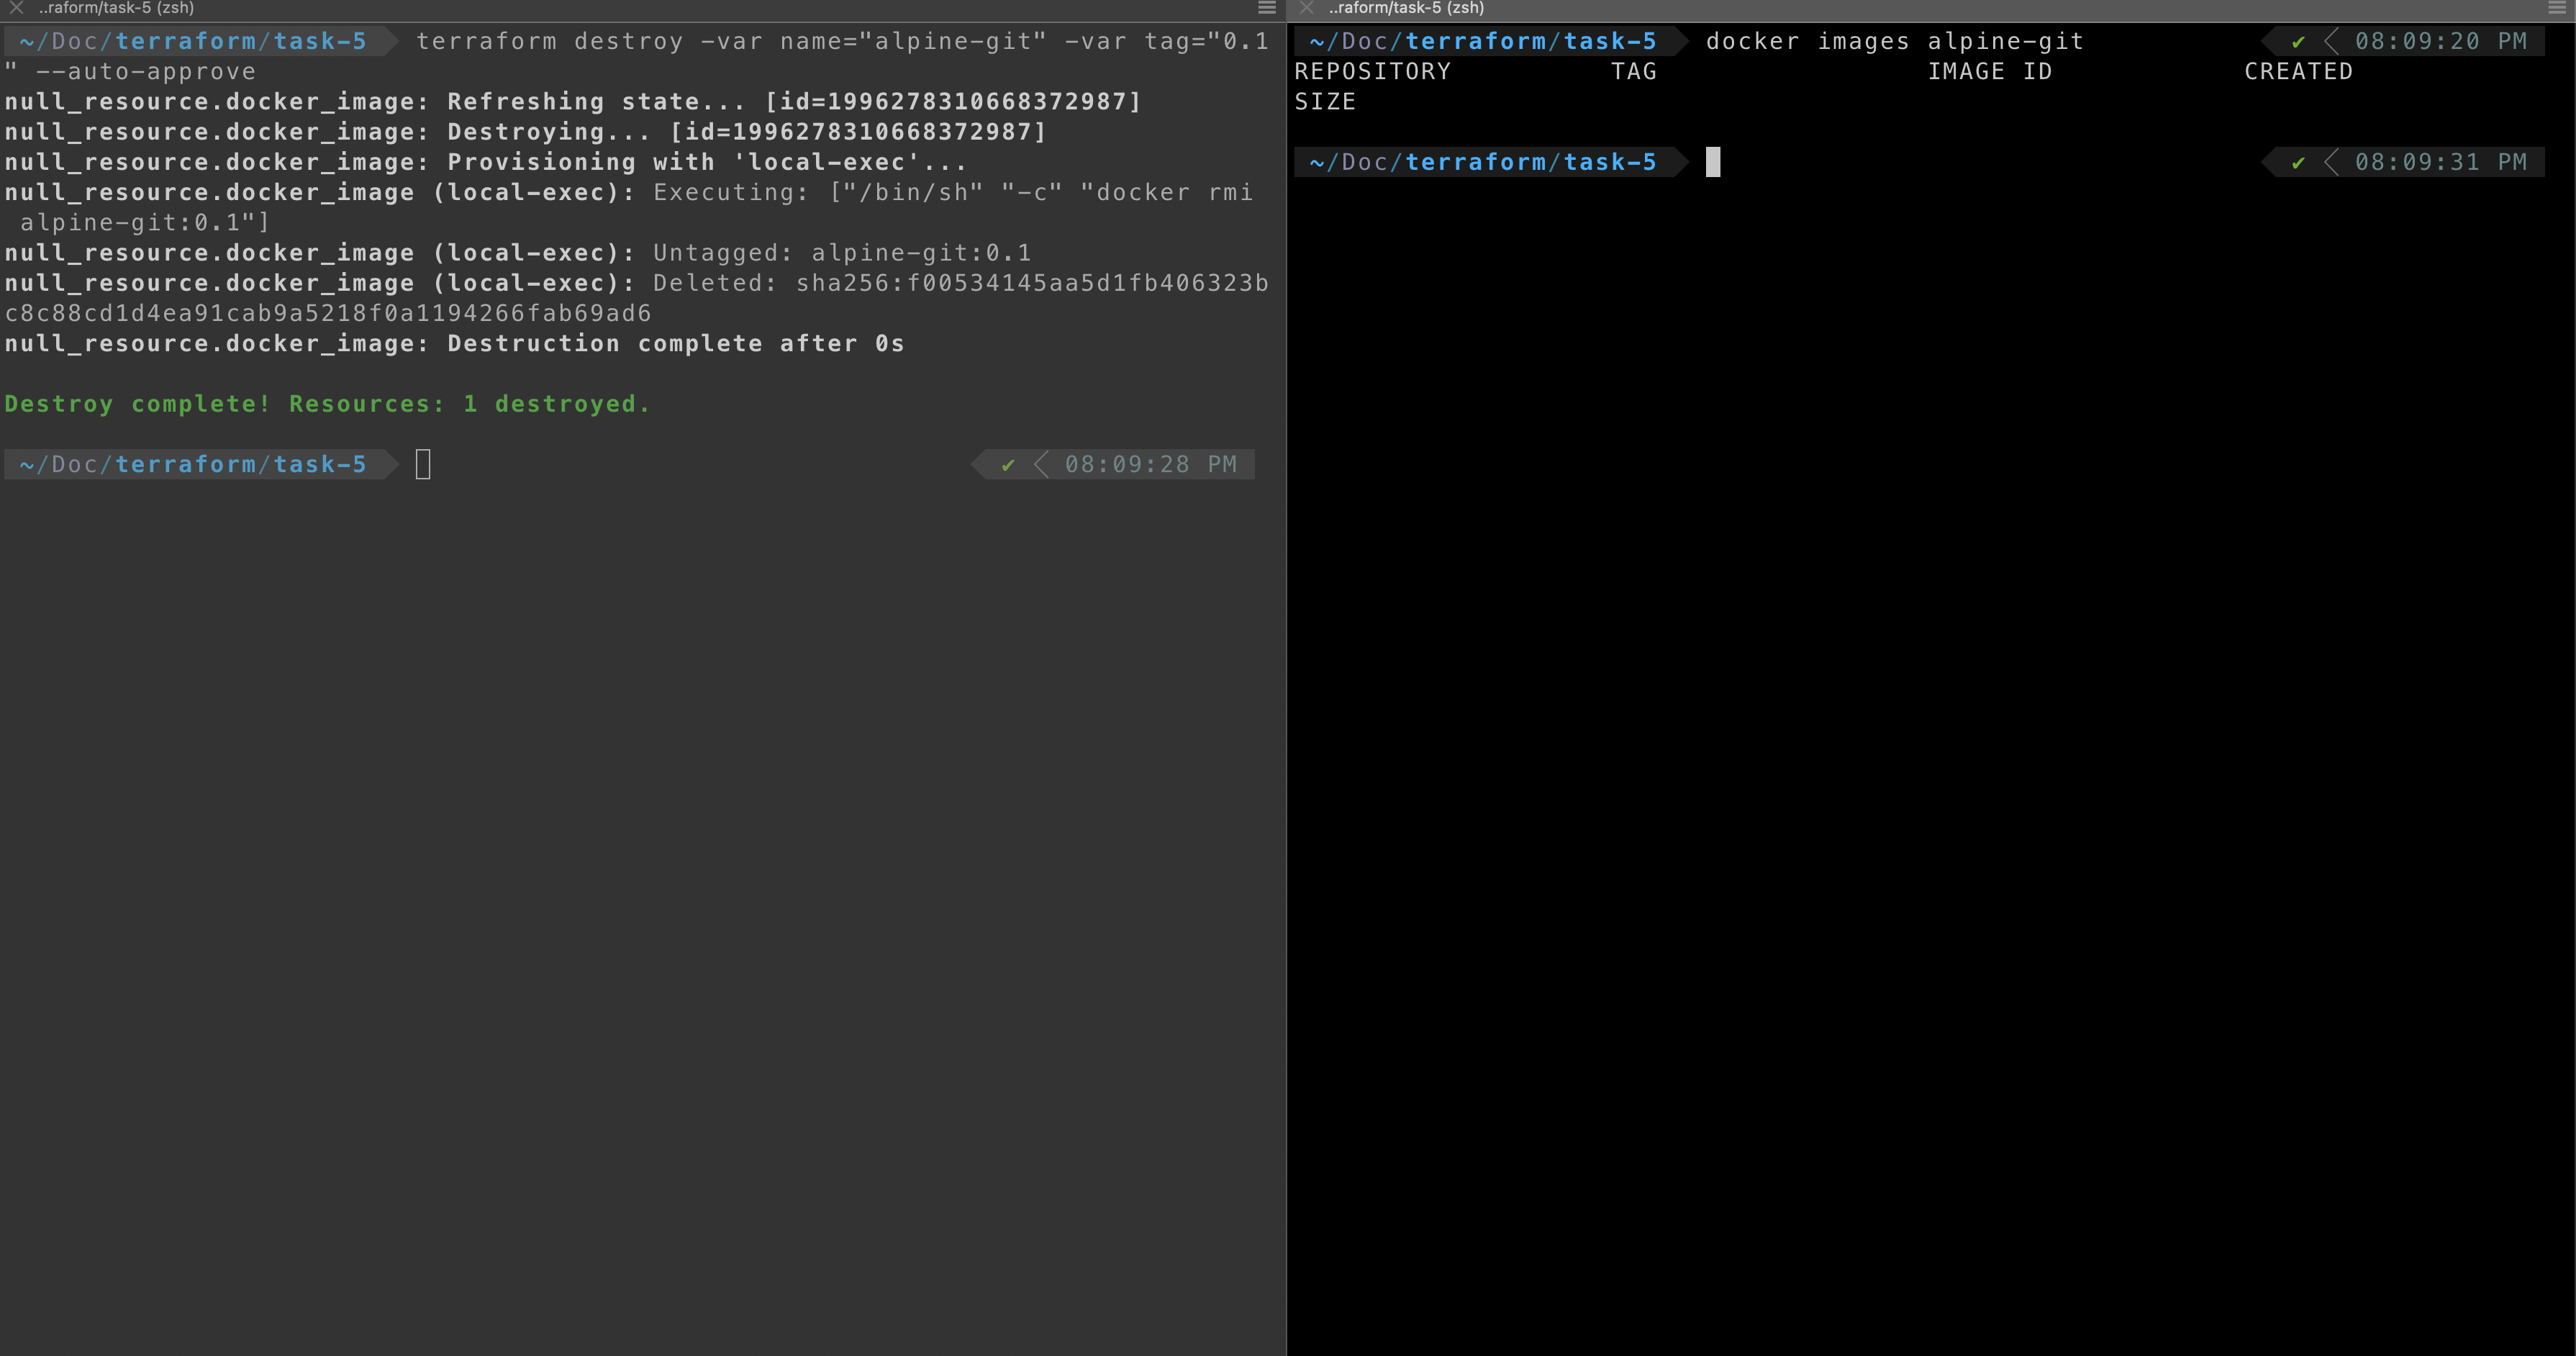 ..raform/task-5 (zsh)
~/Doc/terraform/task-5 terraform destroy -var name="alpine-git" -var tag="0.1
" --auto-approve
null_resource.docker_image: Refreshing state... [id=1996278310668372987]
null_resource.docker_image: Destroying... [id=1996278310668372987]
null_resource.docker_image: Provisioning with 'local-exec'...
null_resource.docker_image (local-exec): Executing: ["/bin/sh" "-c" "docker rmi
 alpine-git:0.1"]
null_resource.docker_image (local-exec): Untagged: alpine-git:0.1
null_resource.docker_image (local-exec): Deleted: sha256:f00534145aa5d1fb406323b
c8c88cd1d4ea91cab9a5218f0a1194266fab69ad6
null_resource.docker_image: Destruction complete after 0s
Destroy complete! Resources: 1 destroyed.
~/Doc/terraform/task-5 ✔ 08:09:28 PM
..raform/task-5 (zsh)
~/Doc/terraform/task-5 docker images alpine-git ✔ 08:09:20 PM
REPOSITORY TAG IMAGE ID CREATED
SIZE
~/Doc/terraform/task-5 ✔ 08:09:31 PM